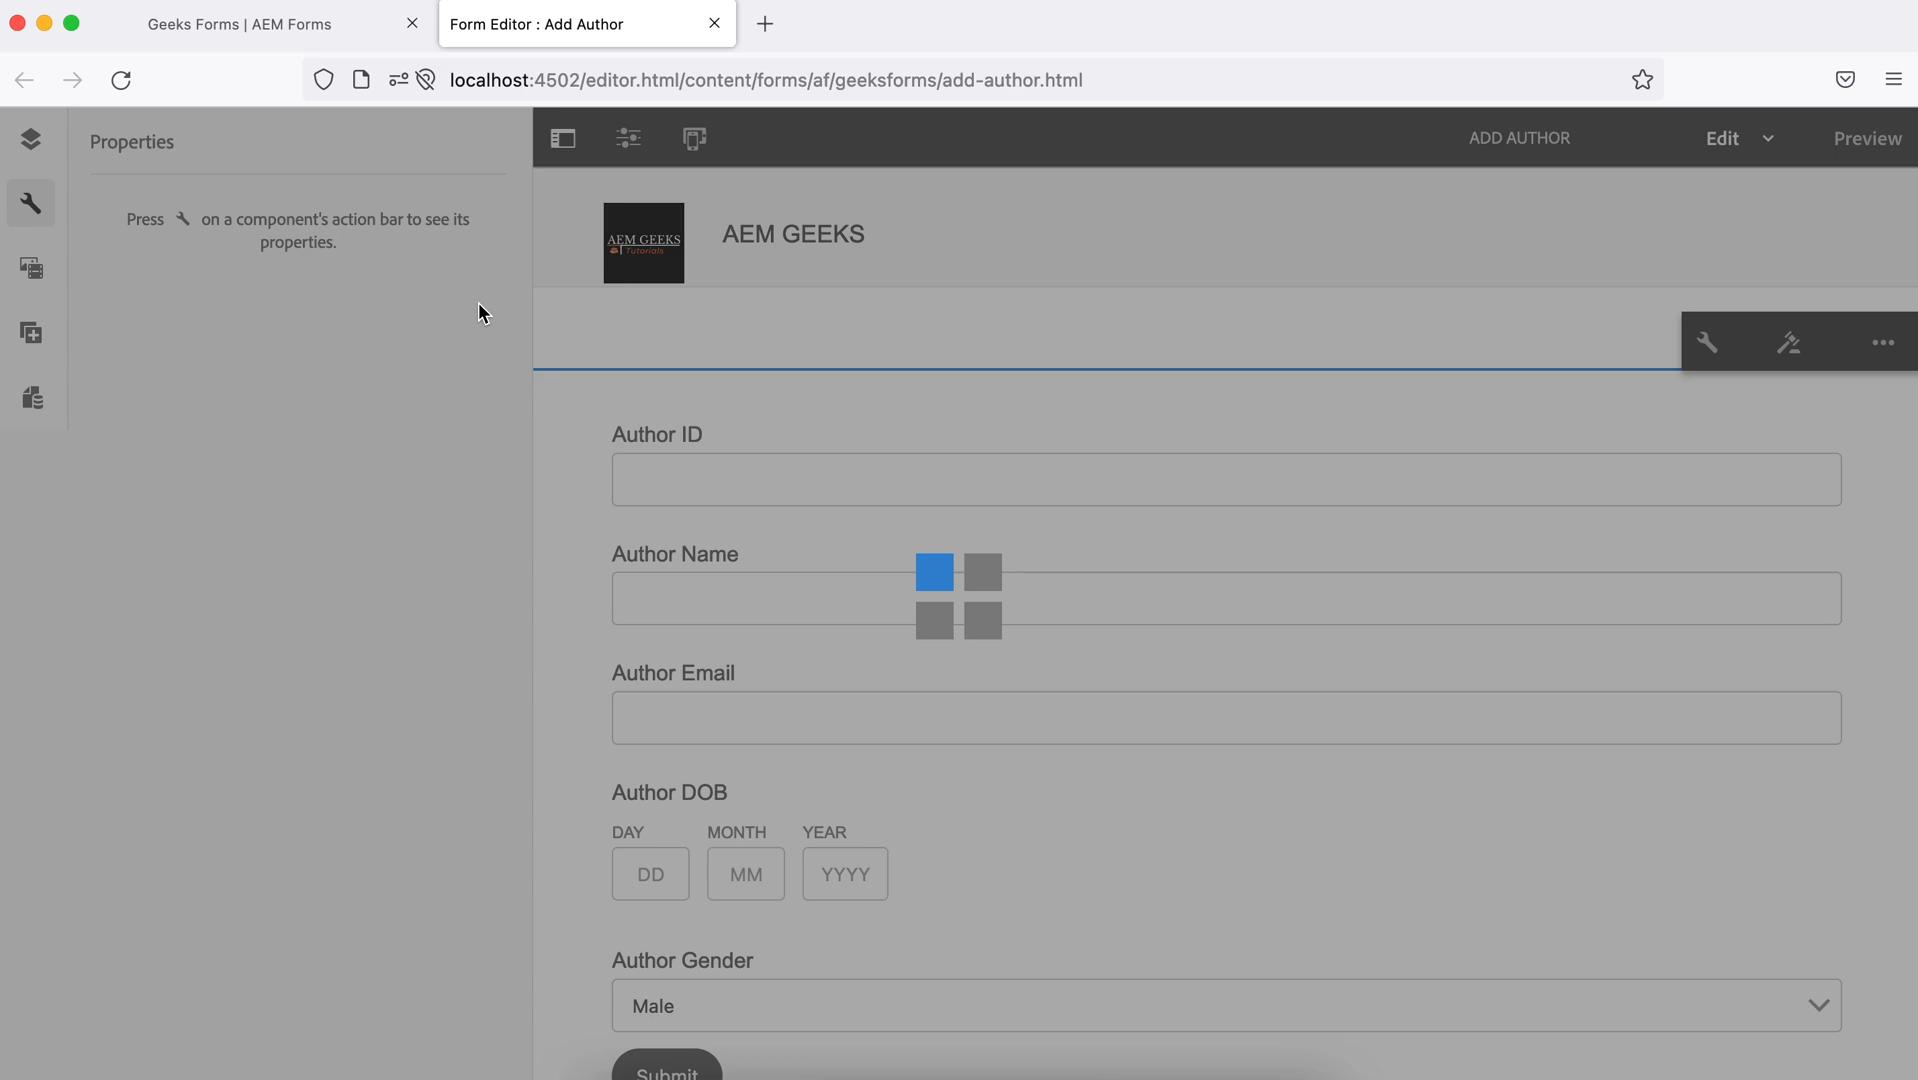 Geeks Forms | AEM Forms
Form Editor : Add Author
localhost:4502/editor.html/content/forms/af/geeksforms/add-author.html
Properties
Press on a component's action bar to see its
properties.
ADD AUTHOR
Edit
Preview
AEM GEEKS
Tutorials
AEM GEEKS
Author ID
Author Name
Author Email
Author DOB
DAY MONTH YEAR
DD MM YYYY
Author Gender
Male
Submit